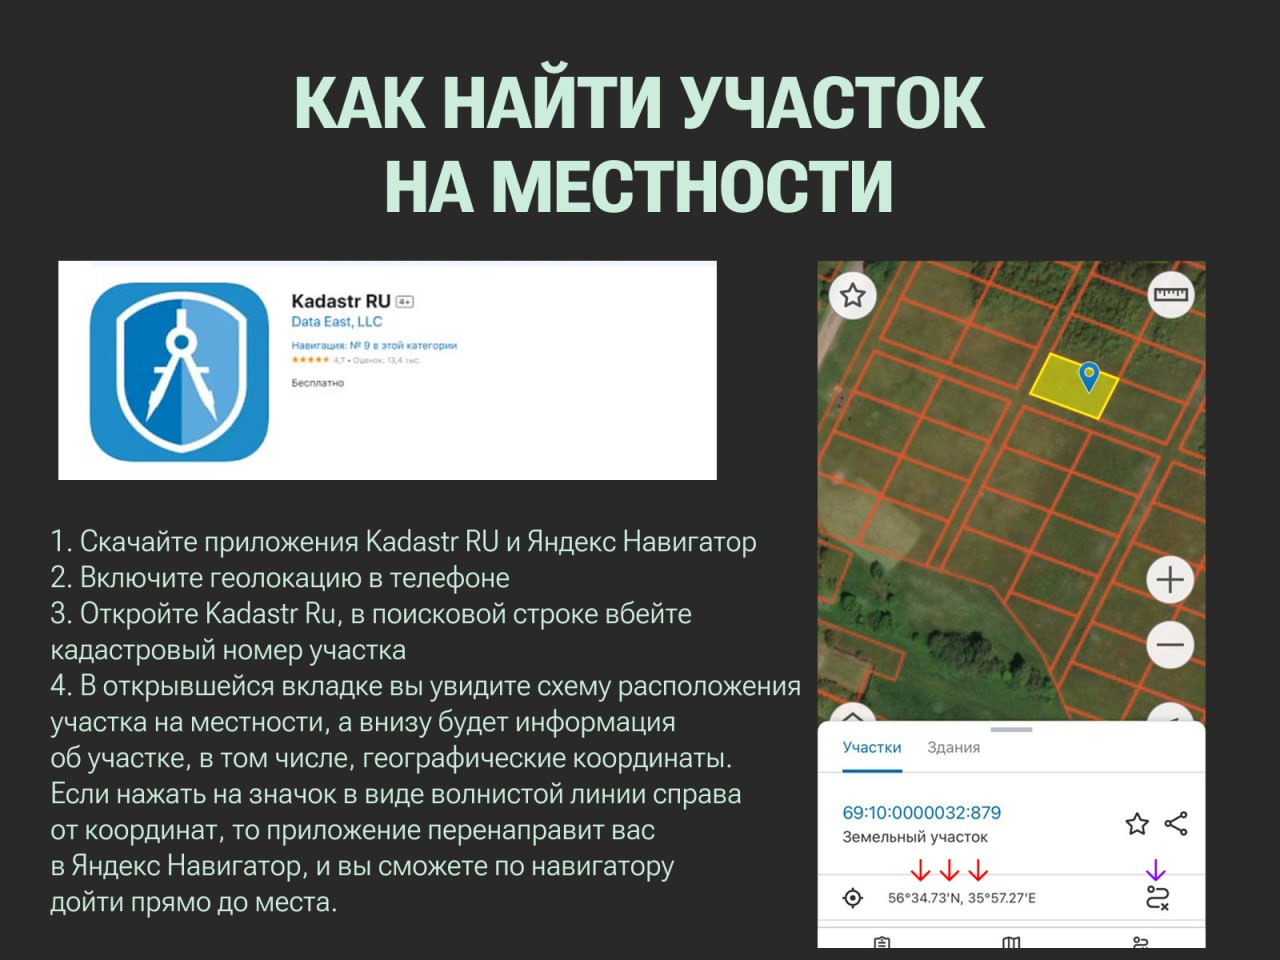 КАК НАЙТИ УЧАСТОК
НА МЕСТНОСТИ
Kadastr RU 4+
Data East, LLC
Навигация: № 9 в этой категории
4,7 • Оценок: 13,4 тыс.
Бесплатно
1. Скачайте приложения Kadastr RU и Яндекс Навигатор
2. Включите геолокацию в телефоне
3. Откройте Kadastr Ru, в поисковой строке вбейте
кадастровый номер участка
4. В открывшейся вкладке вы увидите схему расположения
участка на местности, а внизу будет информация
об участке, в том числе, географические координаты.
Если нажать на значок в виде волнистой линии справа
от координат, то приложение перенаправит вас
в Яндекс Навигатор, и вы сможете по навигатору
дойти прямо до места.
Участки Здания
69:10:0000032:879
Земельный участок
56°34.73'N, 35°57.27'E